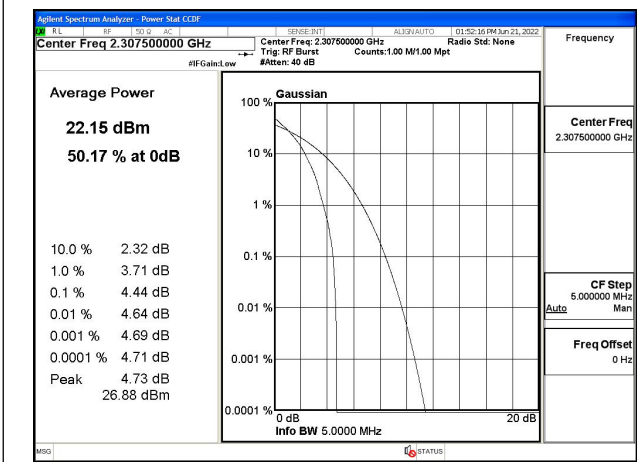 Agilent Spectrum Analyzer - Power Stat CCDF
RL RF 50 Ω AC SENSE:INT ALIGN AUTO 01:52:16 PM Jun 21, 2022
Center Freq 2.307500000 GHz
Center Freq: 2.307500000 GHz Radio Std: None
Trig: RF Burst Counts:1.00 M/1.00 Mpt
#IFGain:Low #Atten: 40 dB
Frequency
Average Power
22.15 dBm
50.17 % at 0dB
10.0 % 2.32 dB
1.0 % 3.71 dB
0.1 % 4.44 dB
0.01 % 4.64 dB
0.001 % 4.69 dB
0.0001 % 4.71 dB
Peak 4.73 dB
26.88 dBm
Gaussian
100 %
10 %
1 %
0.1 %
0.01 %
0.001 %
0.0001 %
0 dB 20 dB
Info BW 5.0000 MHz
Center Freq
2.307500000 GHz
CF Step
5.000000 MHz
Auto Man
Freq Offset
0 Hz
MSG STATUS